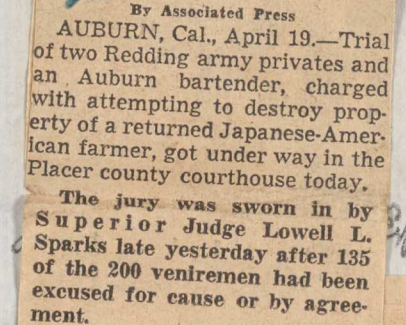 By Associated Press
AUBURN, Cal., April 19.—Trial
of two Redding army privates and
an Auburn bartender, charged
with attempting to destroy prop-
erty of a returned Japanese-Amer-
ican farmer, got under way in the
Placer county courthouse today.
The jury was sworn in by
Superior Judge Lowell L.
Sparks late yesterday after 135
of the 200 veniremen had been
excused for cause or by agree-
ment.